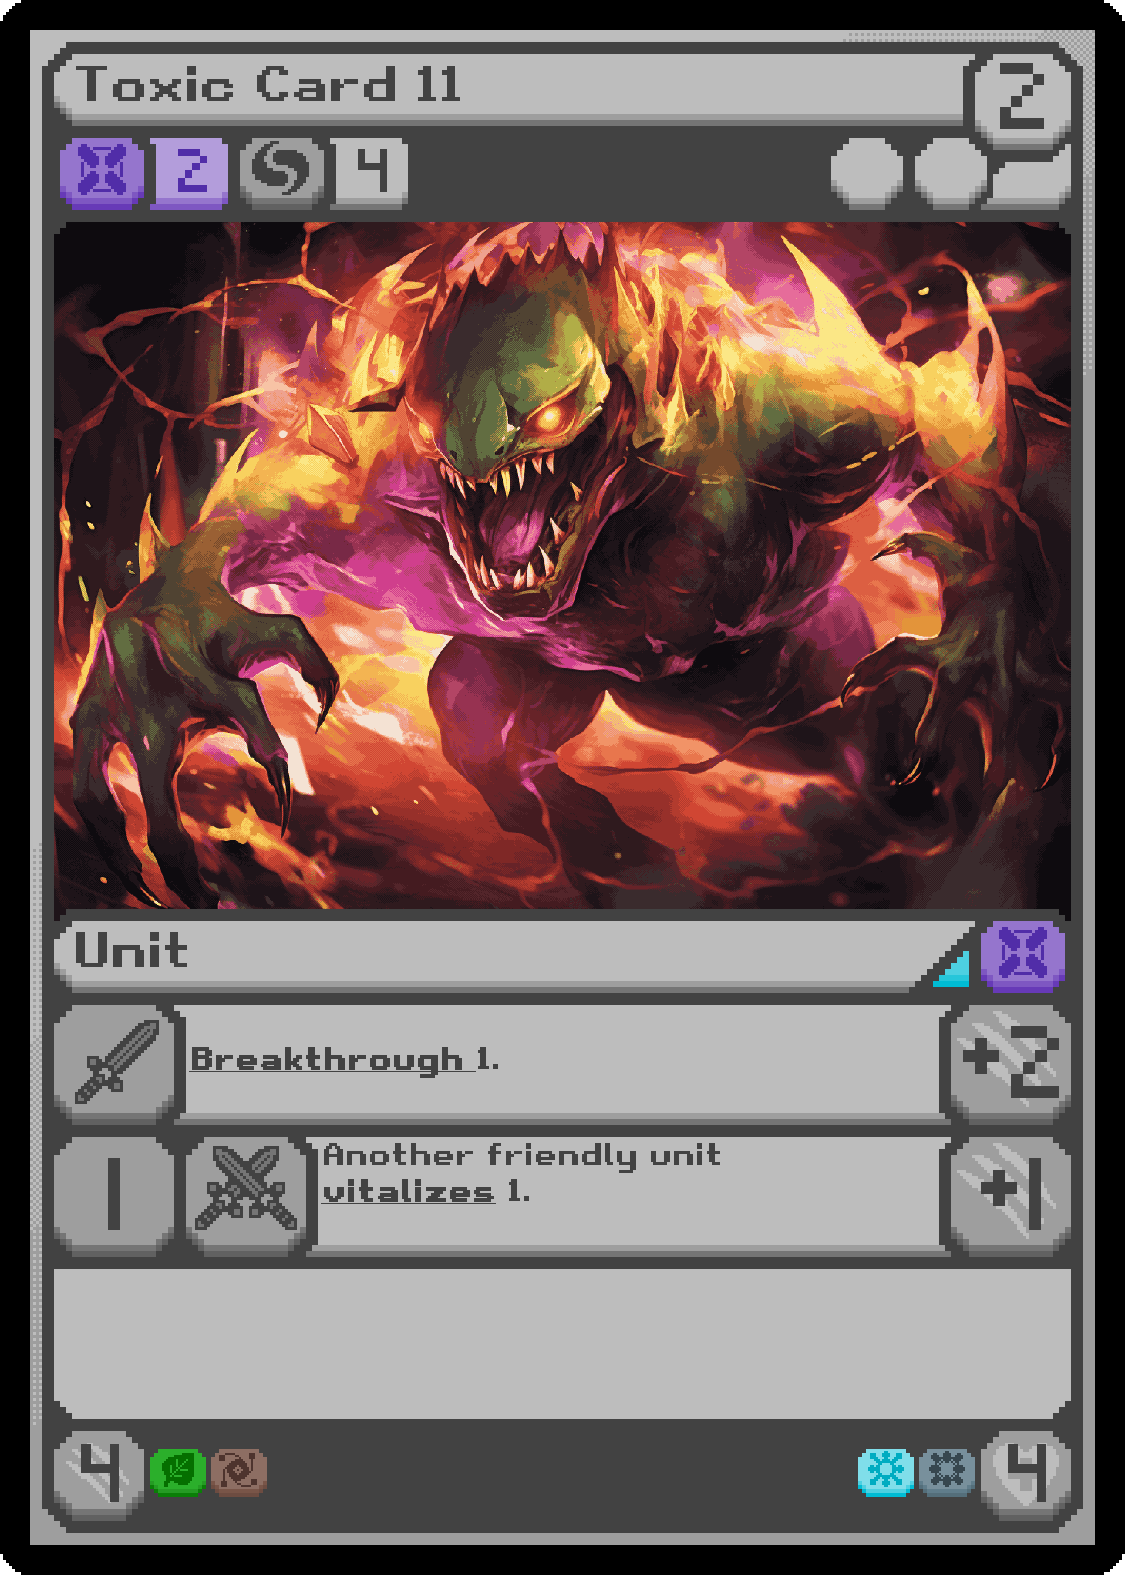 Toxic Card 11
2
2 4
Unit
Breakthrough 1.
+2
1
Another friendly unit
vitalizes 1.
+1
4
4